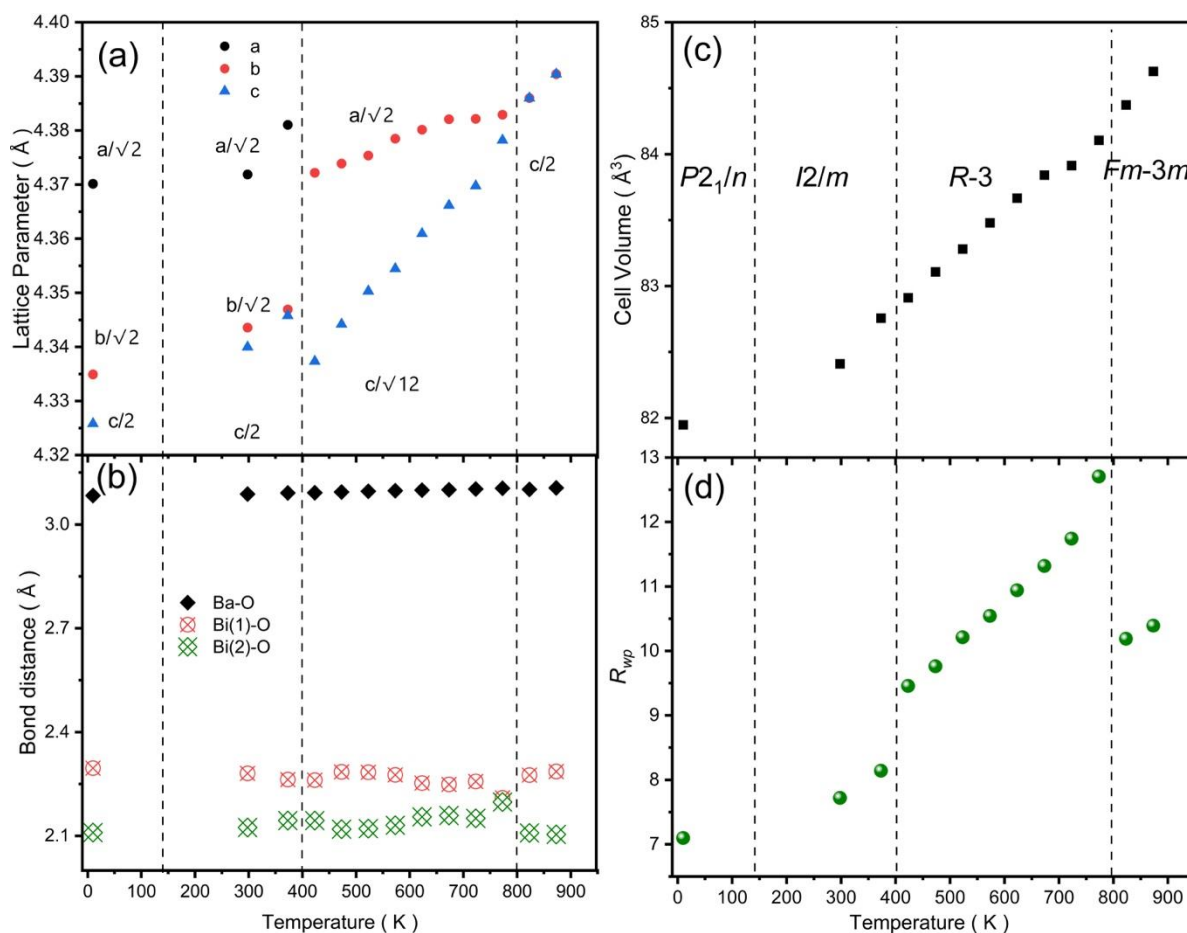 (a)
a
b
c
a/√2
a/√2
a/√2
b/√2
b/√2
c/2
c/2
c/2
c/√12
4.40
4.39
4.38
4.37
4.36
4.35
4.34
4.33
4.32
Lattice Parameter ( Å )
(b)
Ba-O
Bi(1)-O
Bi(2)-O
3.0
2.7
2.4
2.1
Bond distance ( Å )
0 100 200 300 400 500 600 700 800 900
Temperature ( K )
(c)
P2₁/n
I2/m
R-3
Fm-3m
85
84
83
82
Cell Volume ( Å³)
(d)
13
12
11
10
9
8
7
Rwp
0 100 200 300 400 500 600 700 800 900
Temperature ( K )